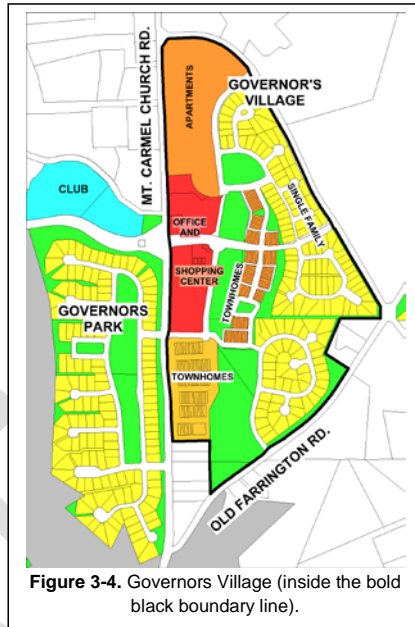 MT. CARMEL CHURCH RD.
APARTMENTS
GOVERNOR'S
VILLAGE
SINGLE FAMILY
CLUB
OFFICE
AND
SHOPPING
CENTER
TOWNHOMES
GOVERNORS
PARK
TOWNHOMES
OLD FARRINGTON RD.
Figure 3-4. Governors Village (inside the bold
black boundary line).